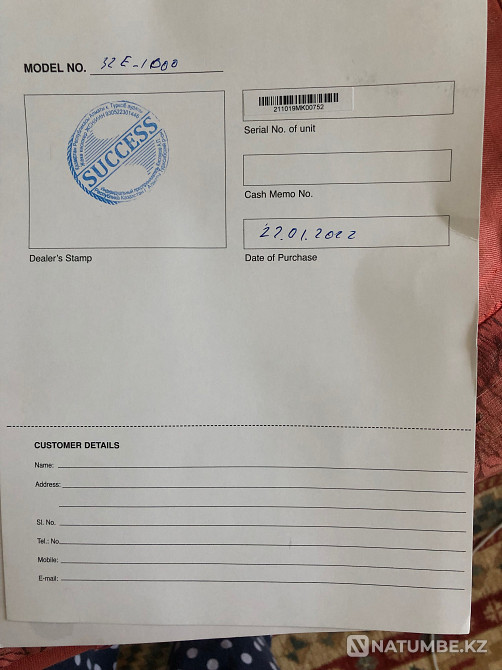 MODEL NO. 32E-1000
211019MK00752
Serial No. of unit
SUCCESS
Cash Memo No.
22.01.2022
Dealer's Stamp
Date of Purchase
CUSTOMER DETAILS
Name:
Address:
Sl. No.
Tel.: No.
Mobile:
E-mail:
NATUMBE.KZ